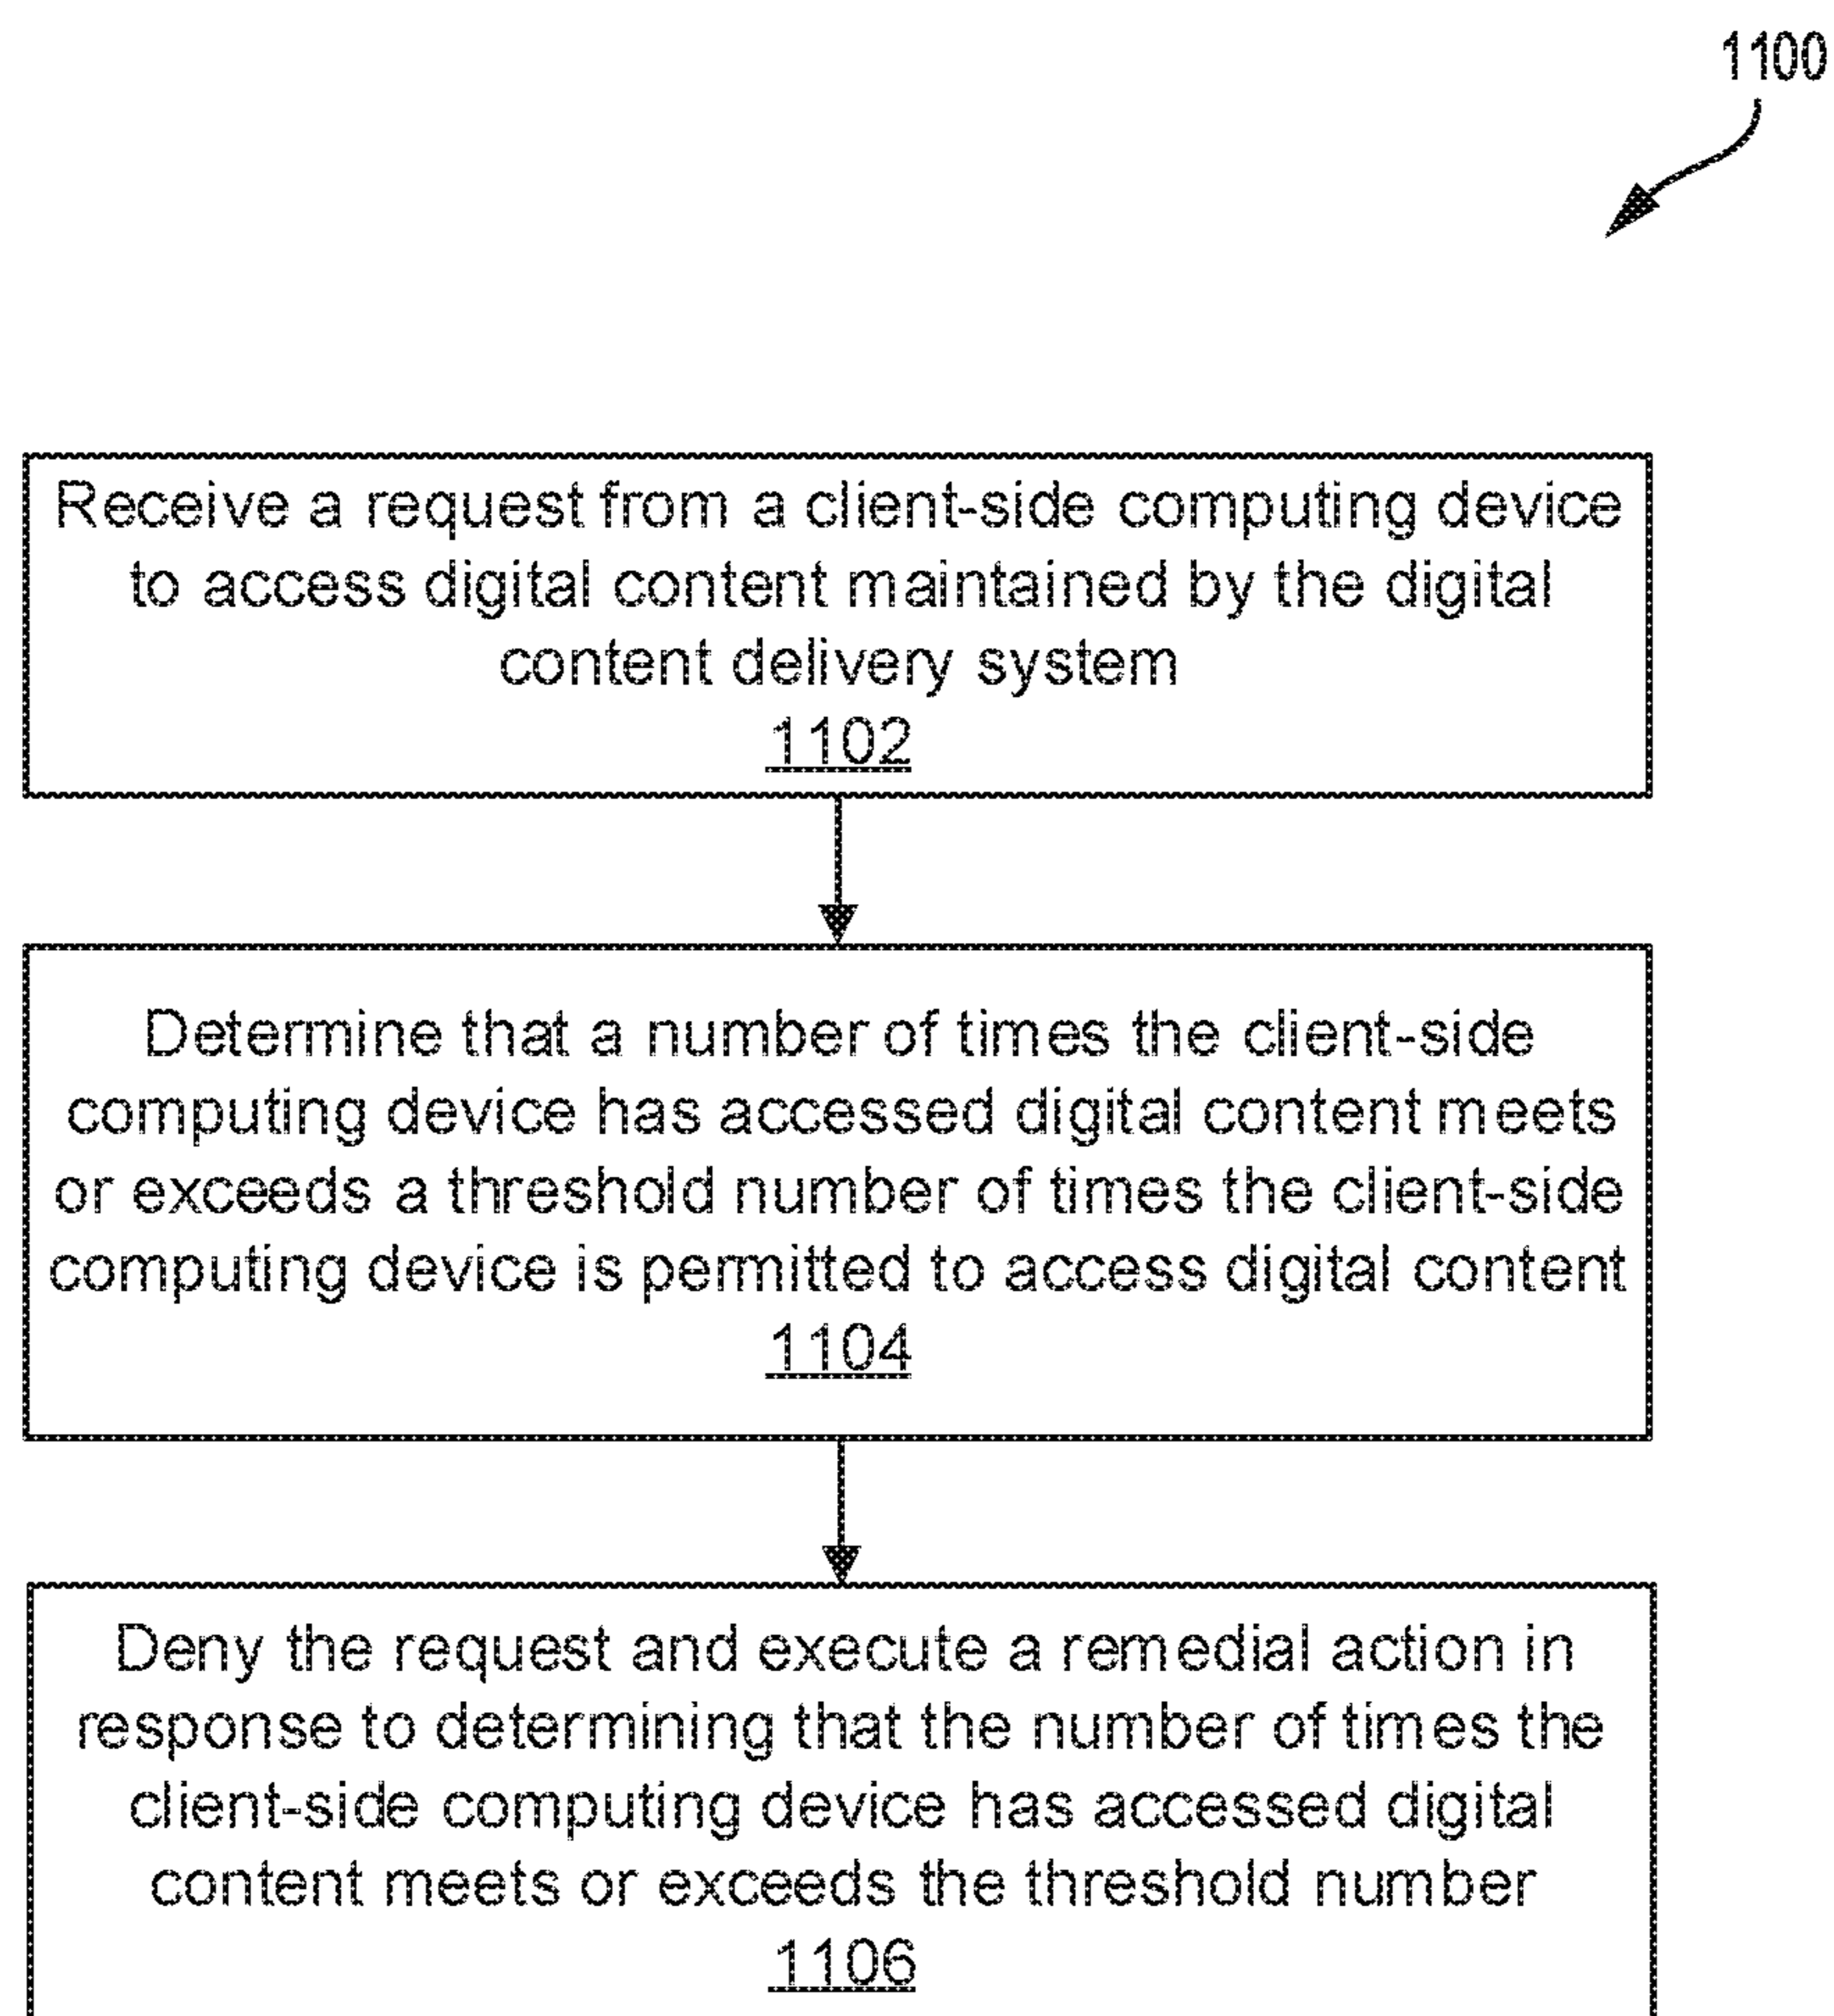 1100
Receive a request from a client-side computing device
to access digital content maintained by the digital
content delivery system
1102
Determine that a number of times the client-side
computing device has accessed digital content meets
or exceeds a threshold number of times the client-side
computing device is permitted to access digital content
1104
Deny the request and execute a remedial action in
response to determining that the number of times the
client-side computing device has accessed digital
content meets or exceeds the threshold number
1106